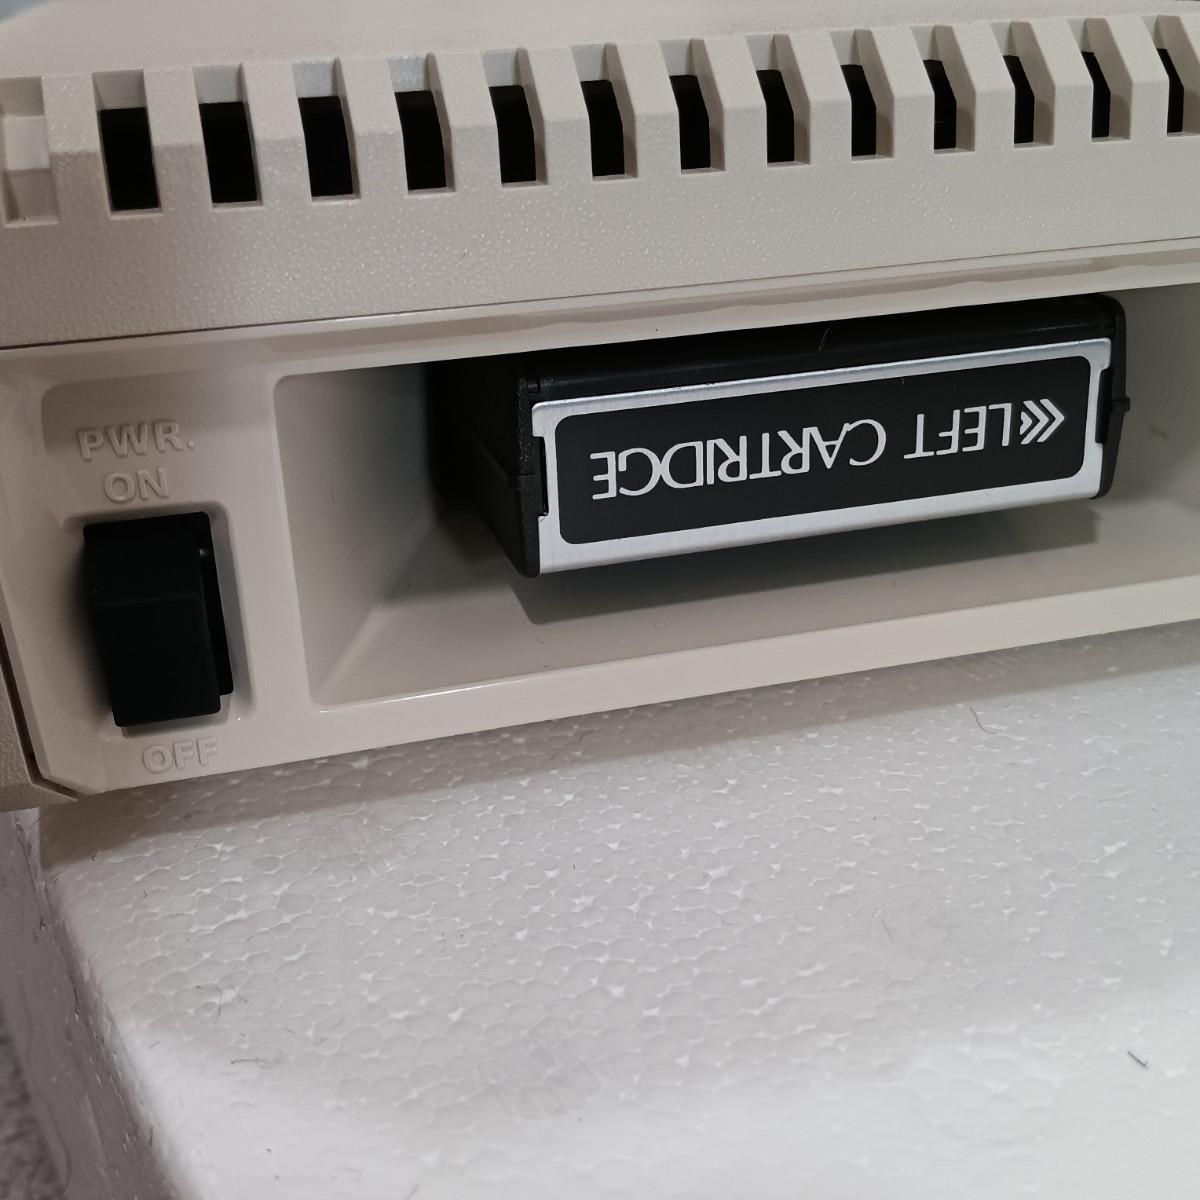 PWR.
ON
OFF
LEFT CARTRIDGE